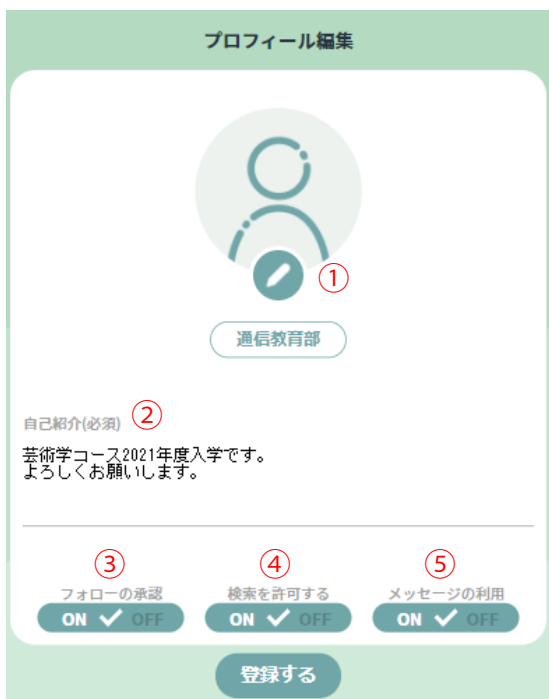 プロフィール編集
①
通信教育部
自己紹介(必須) ②
芸術学コース2021年度入学です。
よろしくお願いします。
③ ④ ⑤
フォローの承認 検索を許可する メッセージの利用
ON OFF ON OFF ON OFF
登録する